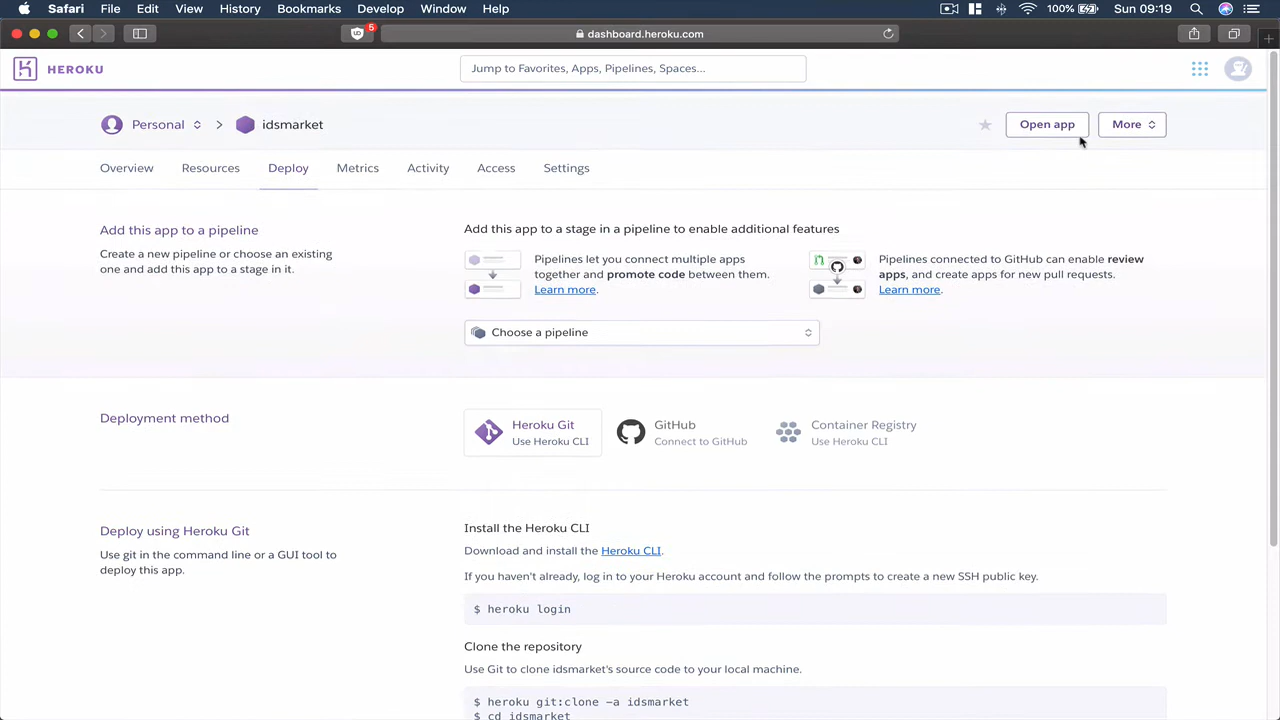 Safari File Edit View History Bookmarks Develop Window Help 100% Sun 09:19
5 dashboard.heroku.com
HEROKU Jump to Favorites, Apps, Pipelines, Spaces...
Personal > idsmarket Open app More
Overview Resources Deploy Metrics Activity Access Settings
Add this app to a pipeline
Create a new pipeline or choose an existing
one and add this app to a stage in it.
Add this app to a stage in a pipeline to enable additional features
Pipelines let you connect multiple apps
together and promote code between them.
Learn more.
Pipelines connected to GitHub can enable review
apps, and create apps for new pull requests.
Learn more.
Choose a pipeline
Deployment method
Heroku Git
Use Heroku CLI
GitHub
Connect to GitHub
Container Registry
Use Heroku CLI
Deploy using Heroku Git
Use git in the command line or a GUI tool to
deploy this app.
Install the Heroku CLI
Download and install the Heroku CLI.
If you haven't already, log in to your Heroku account and follow the prompts to create a new SSH public key.
$ heroku login
Clone the repository
Use Git to clone idsmarket's source code to your local machine.
$ heroku git:clone -a idsmarket
$ cd idsmarket